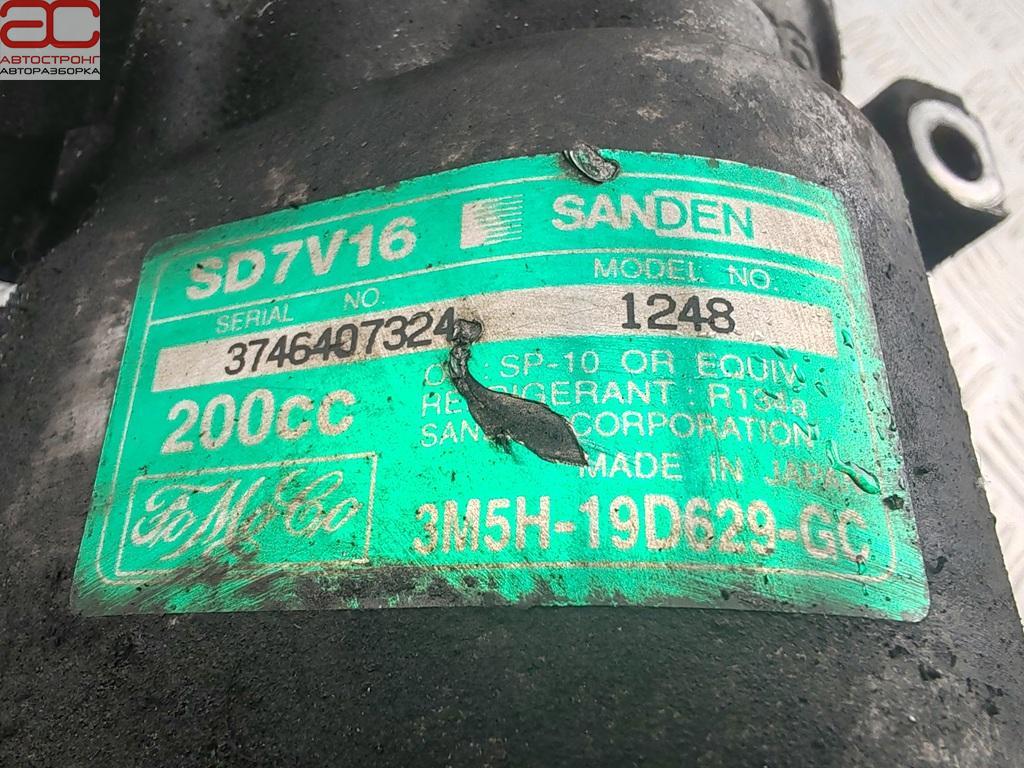 АС
АВТОСТРОНГ
АВТОРАЗБОРКА
SD7V16 SANDEN
SERIAL NO. MODEL NO.
3746407324 1248
200CC
SP-10 OR EQUIV.
REFRIGERANT : R134a
CORPORATION
MADE IN JAPAN
FoMoCo
3M5H-19D629-GC